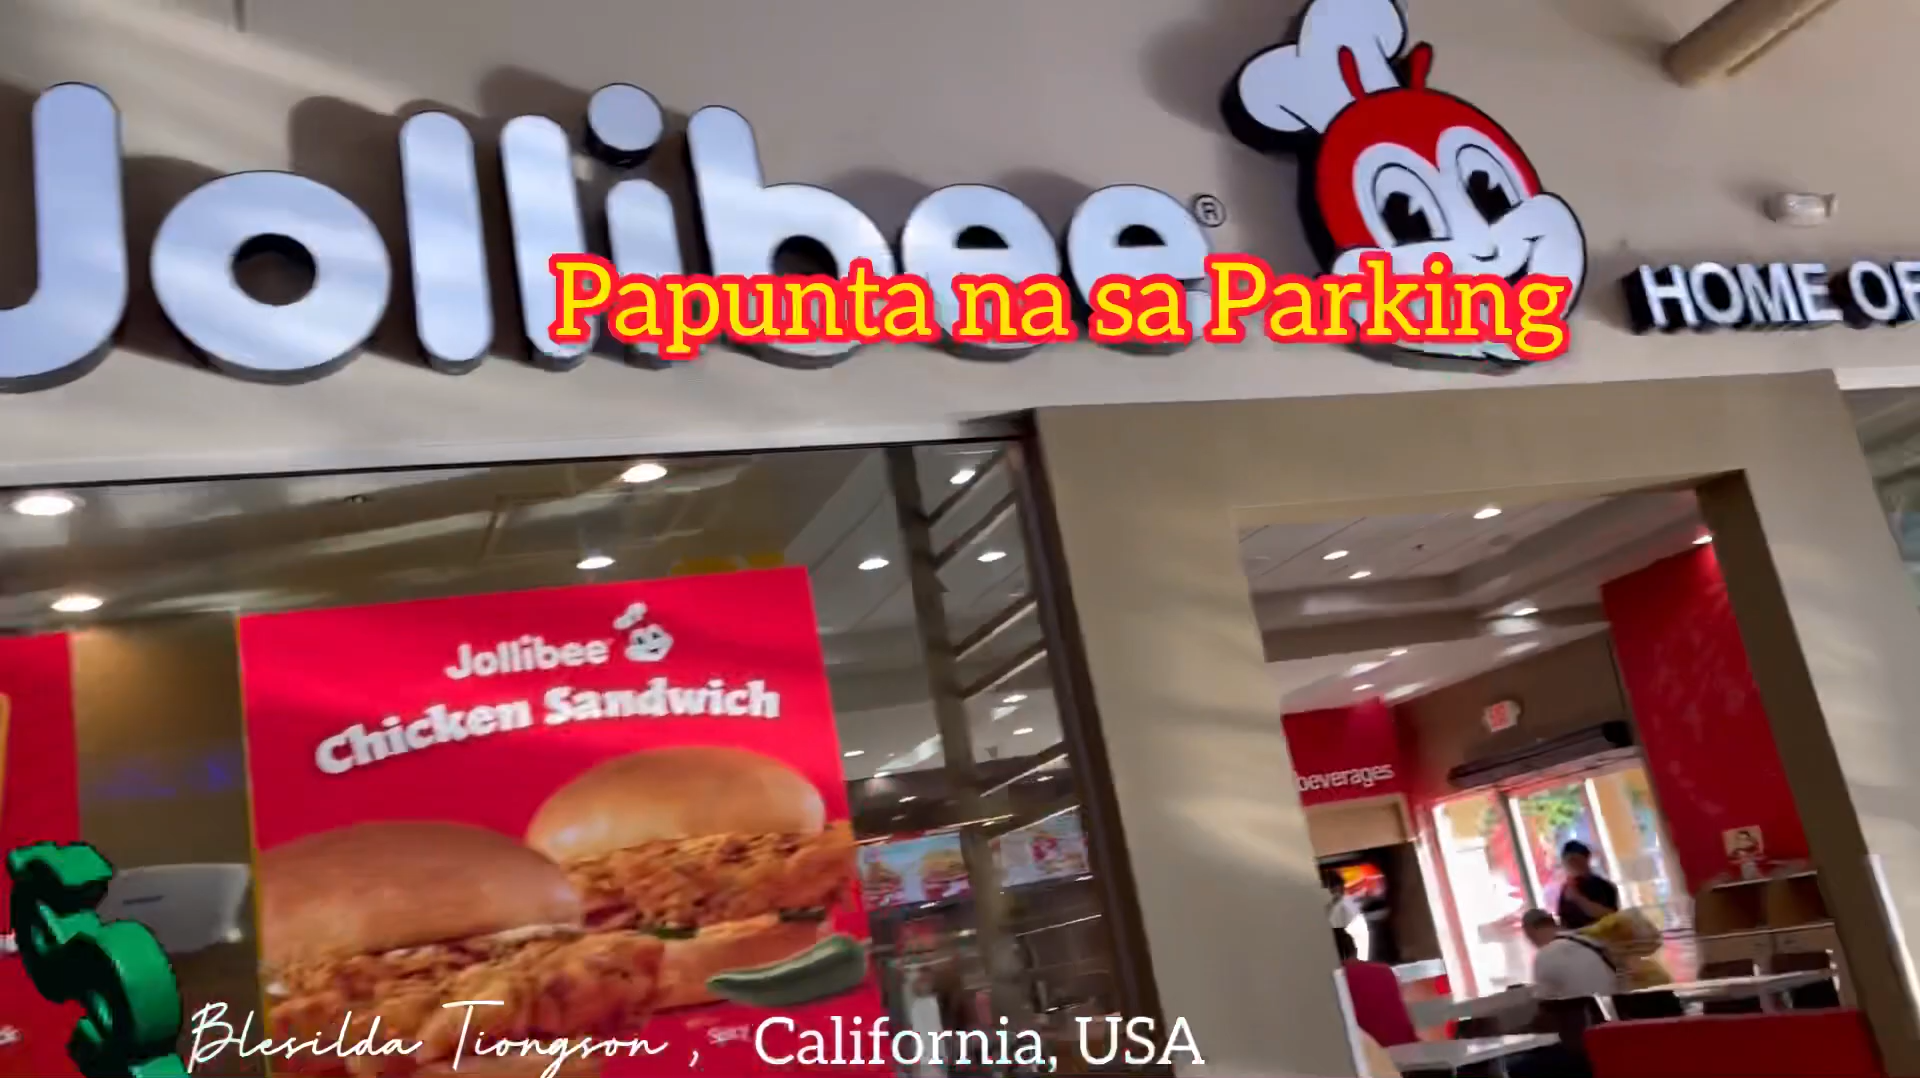 Jollibee®
HOME OF
Papunta na sa Parking
Jollibee
Chicken Sandwich
beverages
Blesilda Tiongson, California, USA